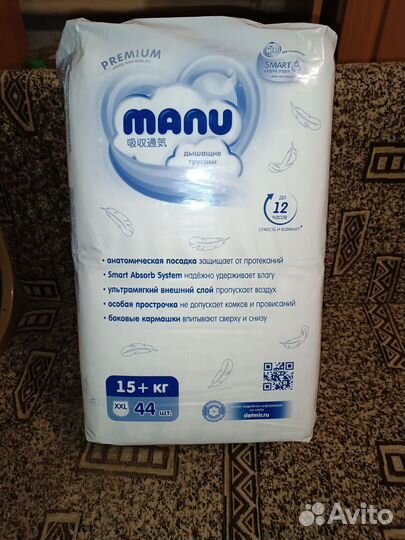 PREMIUM
SMART
manu
吸収通気
дышащие
трусики
до
12
часов
СУХОСТЬ И КОМФОРТ*
• анатомическая посадка защищает от протеканий
• Smart Absorb System надёжно удерживает влагу
• ультрамягкий внешний слой пропускает воздух
• особая прострочка не допускает комков и провисаний
• боковые кармашки впитывают сверху и снизу
15+ кг
XXL 44 шт.
detmir.ru
Avito